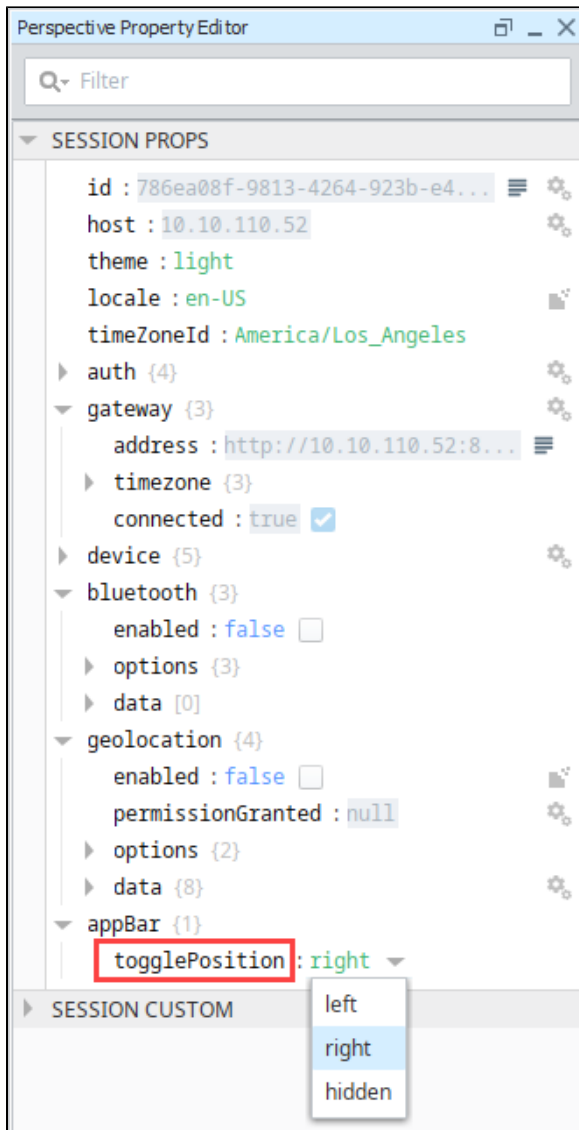 Perspective Property Editor
Filter
SESSION PROPS
id : 786ea08f-9813-4264-923b-e4...
host : 10.10.110.52
theme : light
locale : en-US
timeZoneId : America/Los_Angeles
auth {4}
gateway {3}
address : http://10.10.110.52:8...
timezone {3}
connected : true
device {5}
bluetooth {3}
enabled : false
options {3}
data [0]
geolocation {4}
enabled : false
permissionGranted : null
options {2}
data {8}
appBar {1}
togglePosition : right
SESSION CUSTOM
left
right
hidden